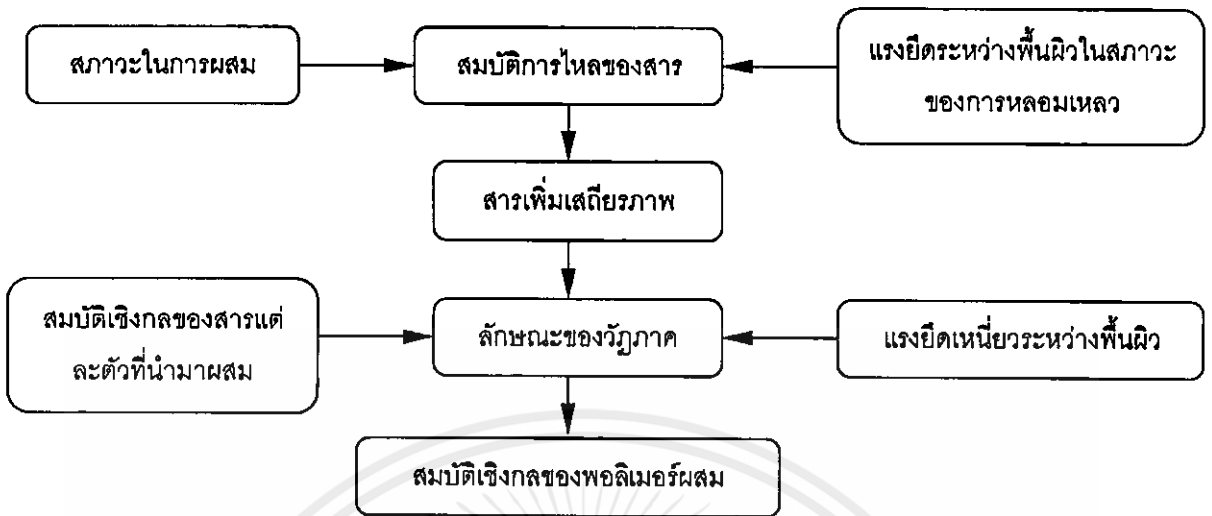 สภาวะในการผสม
สมบัติการไหลของสาร
แรงยึดระหว่างพื้นผิวในสภาวะ
ของการหลอมเหลว
สารเพิ่มเสถียรภาพ
สมบัติเชิงกลของสารแต่
ละตัวที่นำมาผสม
ลักษณะของวัฏภาค
แรงยึดเหนี่ยวระหว่างพื้นผิว
สมบัติเชิงกลของพอลิเมอร์ผสม